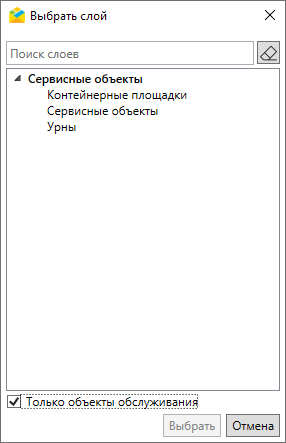 Выбрать слой
Поиск слоев
Сервисные объекты
Контейнерные площадки
Сервисные объекты
Урны
Только объекты обслуживания
Выбрать
Отмена